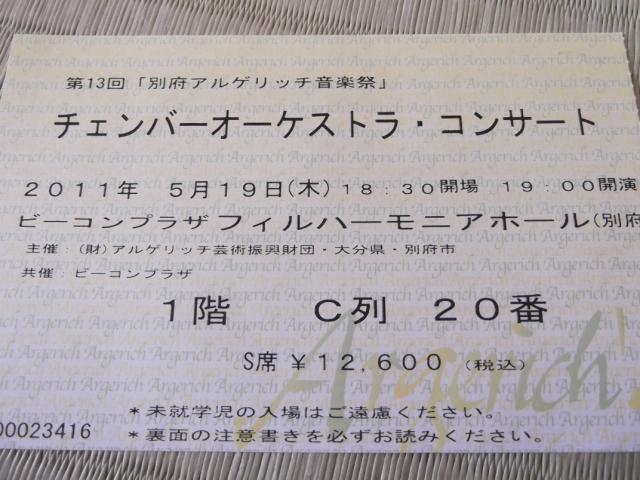 第13回「別府アルゲリッチ音楽祭」
チェンバーオーケストラ・コンサート
2011年 5月19日(木) 18:30開場 19:00開演
ビーコンプラザフィルハーモニアホール(別府
主催:(財)アルゲリッチ芸術振興財団・大分県・別府市
共催:ビーコンプラザ
1階 C列 20番
S席 ¥12,600 (税込)
Argerich'
*未就学児の入場はご遠慮ください。
00023416
*裏面の注意書きを必ずお読みください。